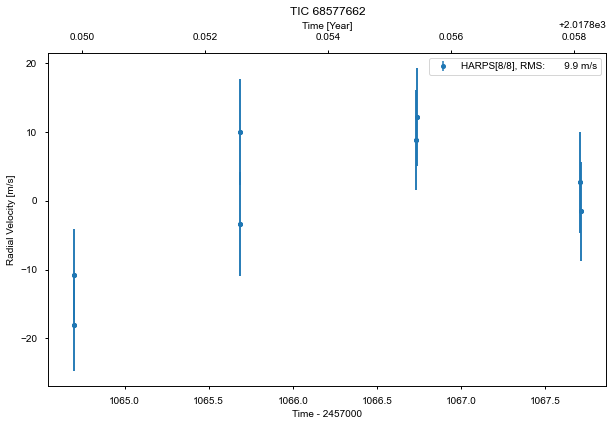 TIC 68577662
Time [Year]
+2.0178e3
0.050 0.052 0.054 0.056 0.058
HARPS[8/8], RMS: 9.9 m/s
20
10
0
−10
−20
Radial Velocity [m/s]
1065.0 1065.5 1066.0 1066.5 1067.0 1067.5
Time - 2457000